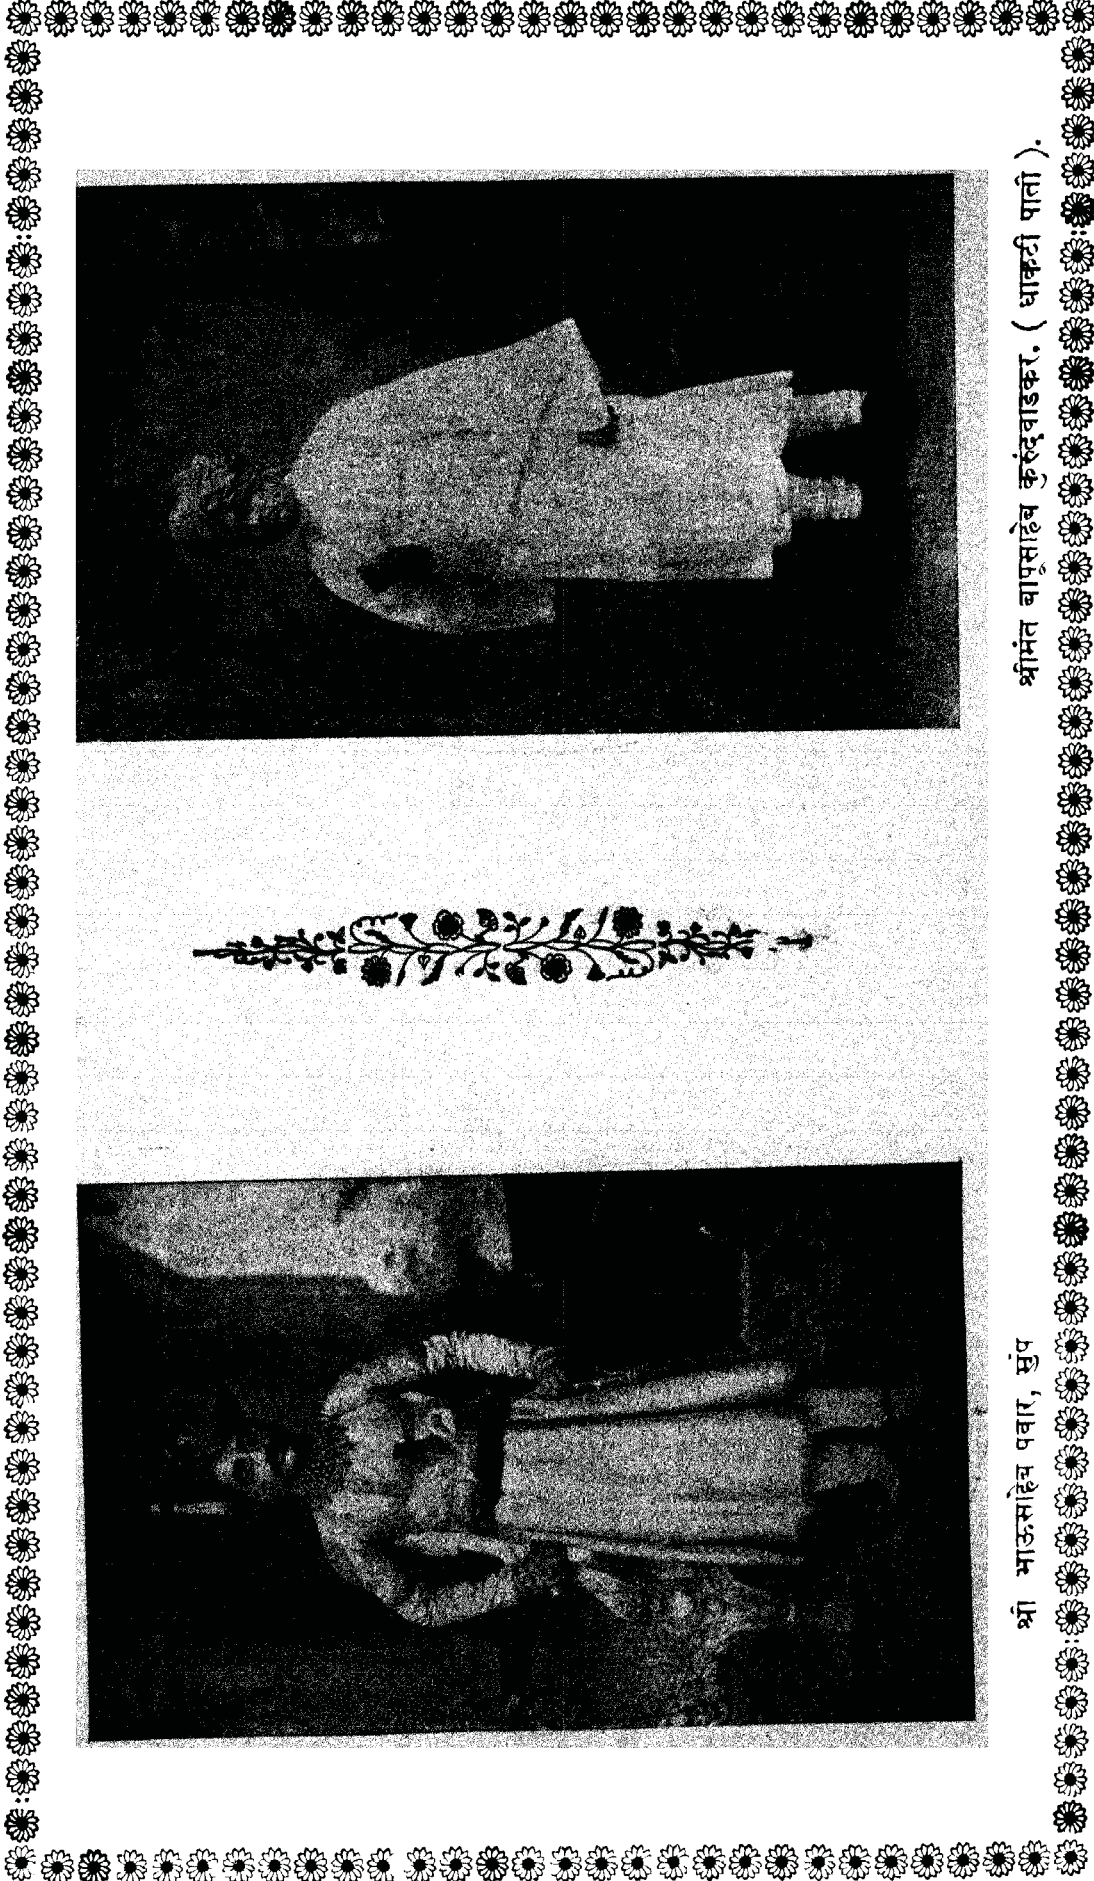 श्री भाऊसाहेब पवार,
श्रीमंत बापूसाहेब कुरुंदवाडकर. ( धाकटी पाती ).